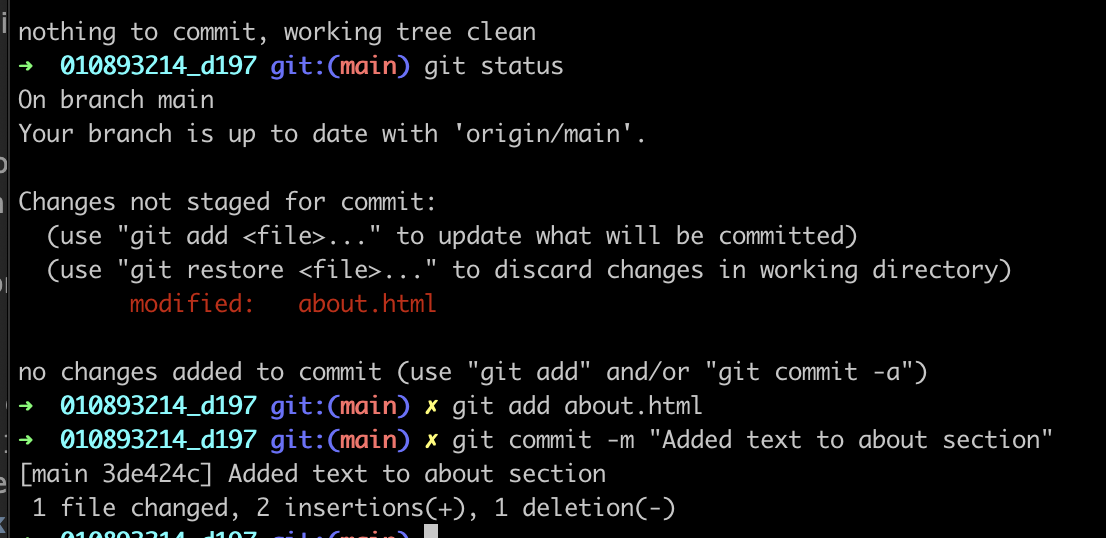 nothing to commit, working tree clean
➜  010893214_d197 git:(main) git status
On branch main
Your branch is up to date with 'origin/main'.

Changes not staged for commit:
  (use "git add <file>..." to update what will be committed)
  (use "git restore <file>..." to discard changes in working directory)
        modified:   about.html

no changes added to commit (use "git add" and/or "git commit -a")
➜  010893214_d197 git:(main) ✗ git add about.html
➜  010893214_d197 git:(main) ✗ git commit -m "Added text to about section"
[main 3de424c] Added text to about section
 1 file changed, 2 insertions(+), 1 deletion(-)
➜  010893214_d197 git:(main)